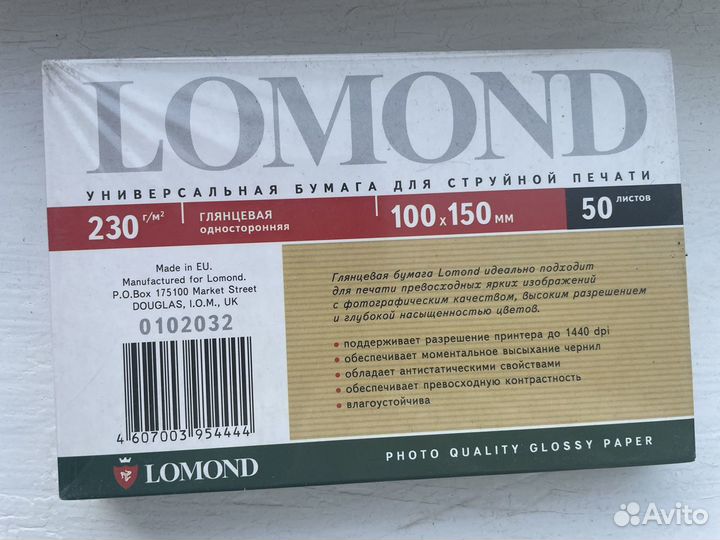 LOMOND
УНИВЕРСАЛЬНАЯ БУМАГА ДЛЯ СТРУЙНОЙ ПЕЧАТИ
230 г/м² ГЛЯНЦЕВАЯ односторонняя 100 x 150 мм 50 листов
Made in EU.
Manufactured for Lomond.
P.O.Box 175100 Market Street
DOUGLAS, I.O.M., UK
0102032
4 607003 954444
Глянцевая бумага Lomond идеально подходит
для печати превосходных ярких изображений
с фотографическим качеством, высоким разрешением
и глубокой насыщенностью цветов.
• поддерживает разрешение принтера до 1440 dpi
• обеспечивает моментальное высыхание чернил
• обладает антистатическими свойствами
• обеспечивает превосходную контрастность
• влагоустойчива
LOMOND
PHOTO QUALITY GLOSSY PAPER
Avito